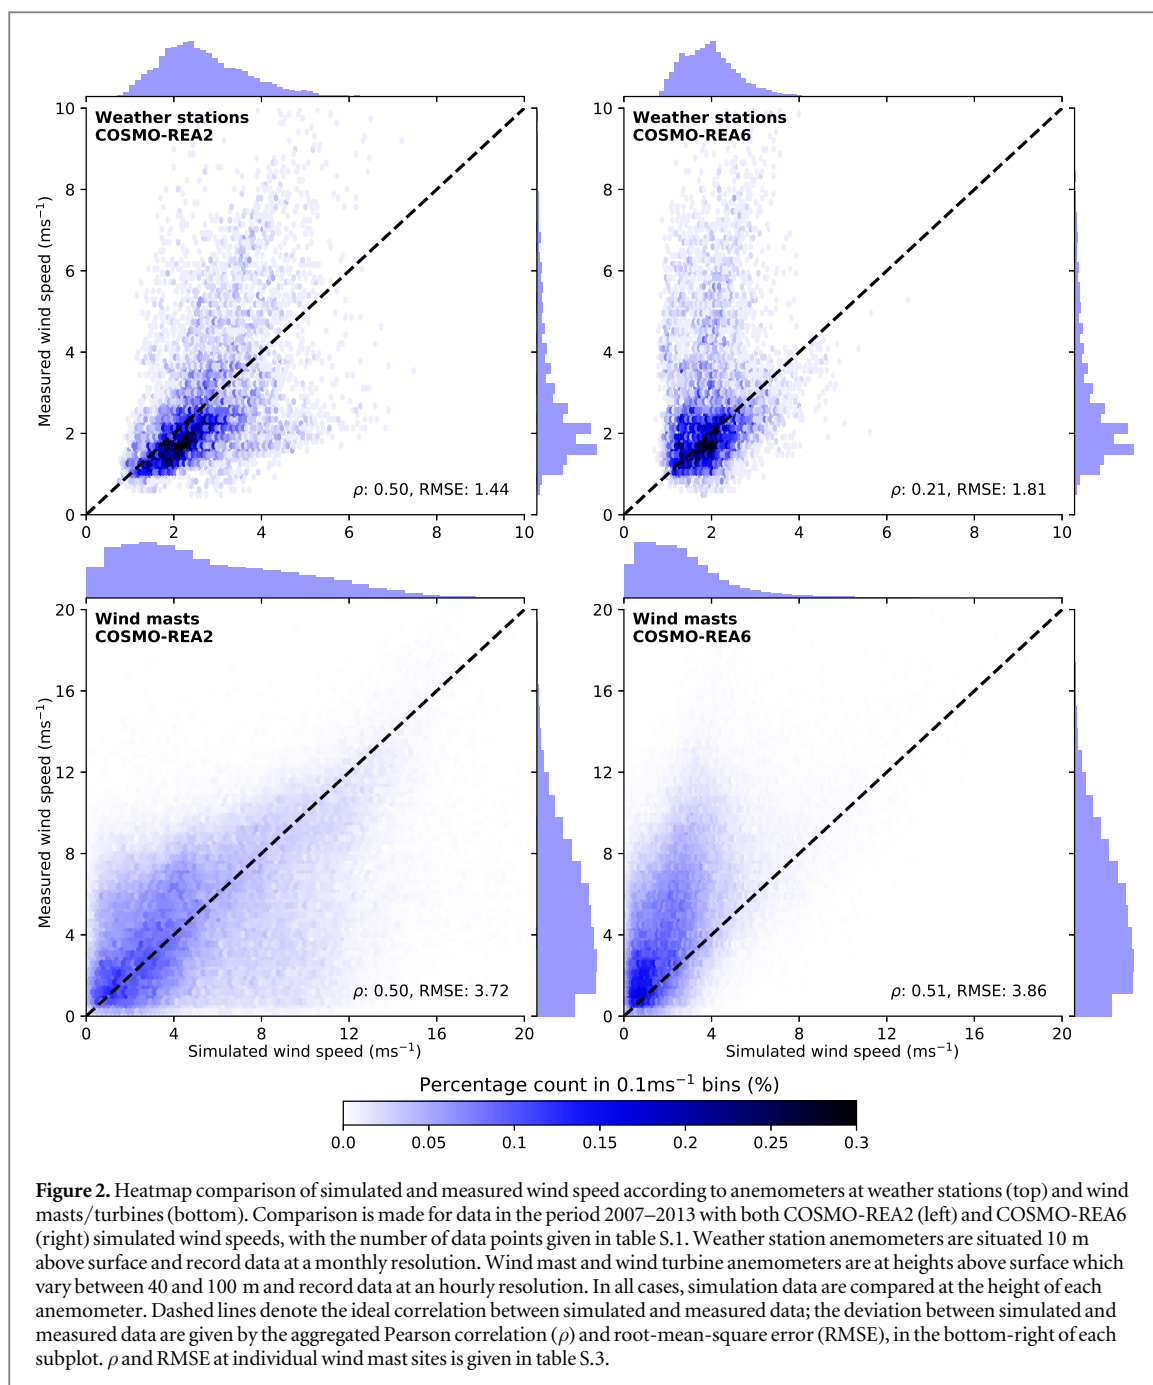 Weather stations
COSMO-REA2
Measured wind speed (ms⁻¹)
10
8
6
4
2
0
0 2 4 6 8 10
ρ: 0.50, RMSE: 1.44
Weather stations
COSMO-REA6
10
8
6
4
2
0
0 2 4 6 8 10
ρ: 0.21, RMSE: 1.81
Wind masts
COSMO-REA2
Measured wind speed (ms⁻¹)
20
16
12
8
4
0
0 4 8 12 16 20
Simulated wind speed (ms⁻¹)
ρ: 0.50, RMSE: 3.72
Wind masts
COSMO-REA6
20
16
12
8
4
0
0 4 8 12 16 20
Simulated wind speed (ms⁻¹)
ρ: 0.51, RMSE: 3.86
Percentage count in 0.1ms⁻¹ bins (%)
0.0 0.05 0.1 0.15 0.2 0.25 0.3
Figure 2. Heatmap comparison of simulated and measured wind speed according to anemometers at weather stations (top) and wind
masts/turbines (bottom). Comparison is made for data in the period 2007–2013 with both COSMO-REA2 (left) and COSMO-REA6
(right) simulated wind speeds, with the number of data points given in table S.1. Weather station anemometers are situated 10 m
above surface and record data at a monthly resolution. Wind mast and wind turbine anemometers are at heights above surface which
vary between 40 and 100 m and record data at an hourly resolution. In all cases, simulation data are compared at the height of each
anemometer. Dashed lines denote the ideal correlation between simulated and measured data; the deviation between simulated and
measured data are given by the aggregated Pearson correlation (ρ) and root-mean-square error (RMSE), in the bottom-right of each
subplot. ρ and RMSE at individual wind mast sites is given in table S.3.